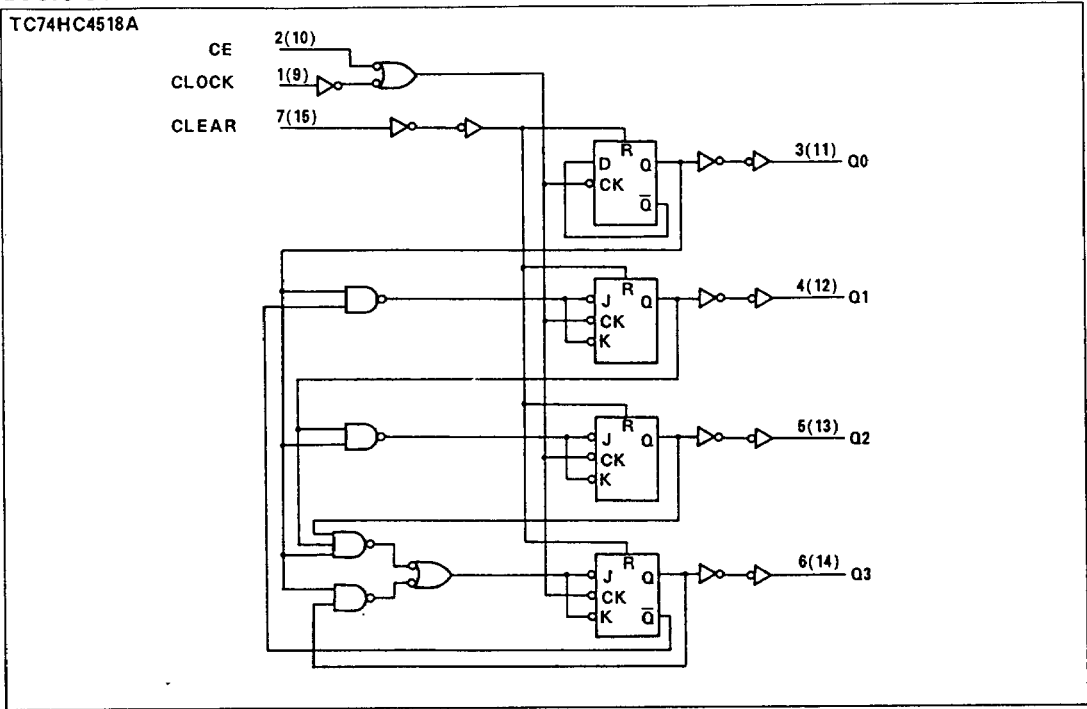 TC74HC4518A
CE 2(10)
CLOCK 1(9)
CLEAR 7(15)
R
D Q 3(11) Q0
CK
Q̅
R
J Q 4(12) Q1
CK
K
R
J Q 5(13) Q2
CK
K
R
J Q 6(14) Q3
CK Q̅
K